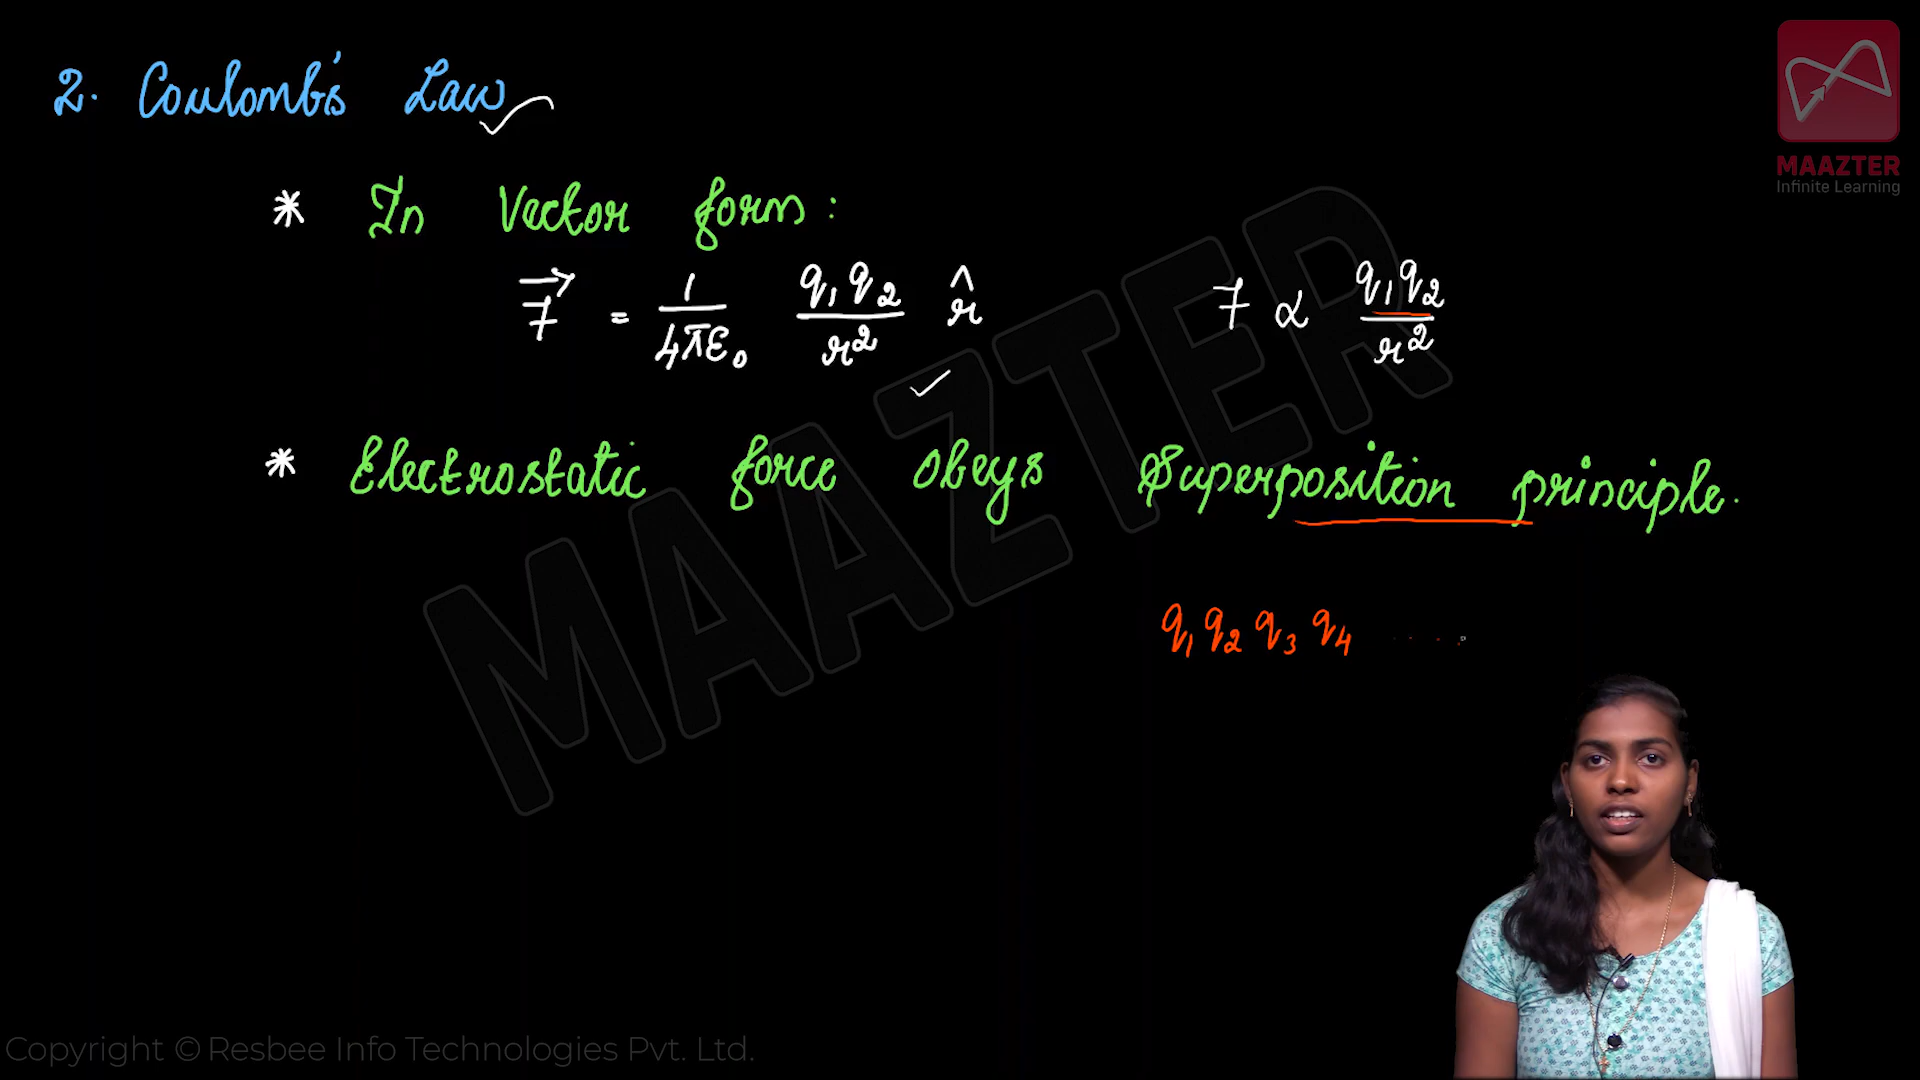 2. Coulomb's Law
MAAZTER
Infinite Learning
* In Vector form:
F⃗ = 1/4πε₀ q₁q₂/r² r̂
F ∝ q₁q₂/r²
* Electrostatic force obeys Superposition principle.
q₁ q₂ q₃ q₄ .....
MAAZTER
Copyright © Resbee Info Technologies Pvt. Ltd.